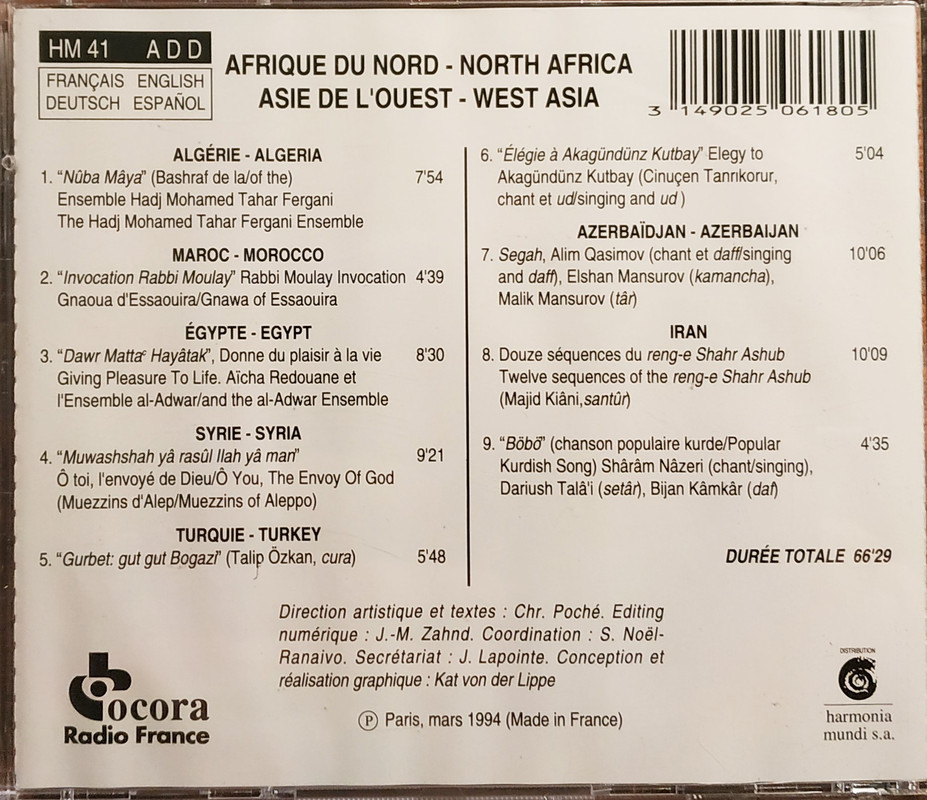 HM 41 ADD
FRANÇAIS ENGLISH
DEUTSCH ESPAÑOL
AFRIQUE DU NORD - NORTH AFRICA
ASIE DE L'OUEST - WEST ASIA
3 149025 061805
ALGÉRIE - ALGERIA
1. “Nûba Mâya” (Bashraf de la/of the) 7'54
Ensemble Hadj Mohamed Tahar Fergani
The Hadj Mohamed Tahar Fergani Ensemble
MAROC - MOROCCO
2. “Invocation Rabbi Moulay” Rabbi Moulay Invocation 4'39
Gnaoua d'Essaouira/Gnawa of Essaouira
ÉGYPTE - EGYPT
3. “Dawr Mattaᶜ Hayâtak”, Donne du plaisir à la vie 8'30
Giving Pleasure To Life. Aïcha Redouane et
l'Ensemble al-Adwar/and the al-Adwar Ensemble
SYRIE - SYRIA
4. “Muwashshah yâ rasûl llah yâ man” 9'21
Ô toi, l'envoyé de Dieu/Ô You, The Envoy Of God
(Muezzins d'Alep/Muezzins of Aleppo)
TURQUIE - TURKEY
5. “Gurbet: gut gut Bogazi” (Talip Özkan, cura) 5'48
6. “Élégie à Akagündünz Kutbay” Elegy to 5'04
Akagündünz Kutbay (Cinuçen Tanrıkorur,
chant et ud/singing and ud )
AZERBAÏDJAN - AZERBAIJAN
7. Segah, Alim Qasimov (chant et daff/singing 10'06
and daff), Elshan Mansurov (kamancha),
Malik Mansurov (târ)
IRAN
8. Douze séquences du reng-e Shahr Ashub 10'09
Twelve sequences of the reng-e Shahr Ashub
(Majid Kiâni,santûr)
9. “Böbö” (chanson populaire kurde/Popular 4'35
Kurdish Song) Shârâm Nâzeri (chant/singing),
Dariush Talâ'i (setâr), Bijan Kâmkâr (daf)
DURÉE TOTALE 66'29
Direction artistique et textes : Chr. Poché. Editing
numérique : J.-M. Zahnd. Coordination : S. Noël-
Ranaivo. Secrétariat : J. Lapointe. Conception et
réalisation graphique : Kat von der Lippe
Ⓟ Paris, mars 1994 (Made in France)
ocora
Radio France
DISTRIBUTION
harmonia
mundi s.a.